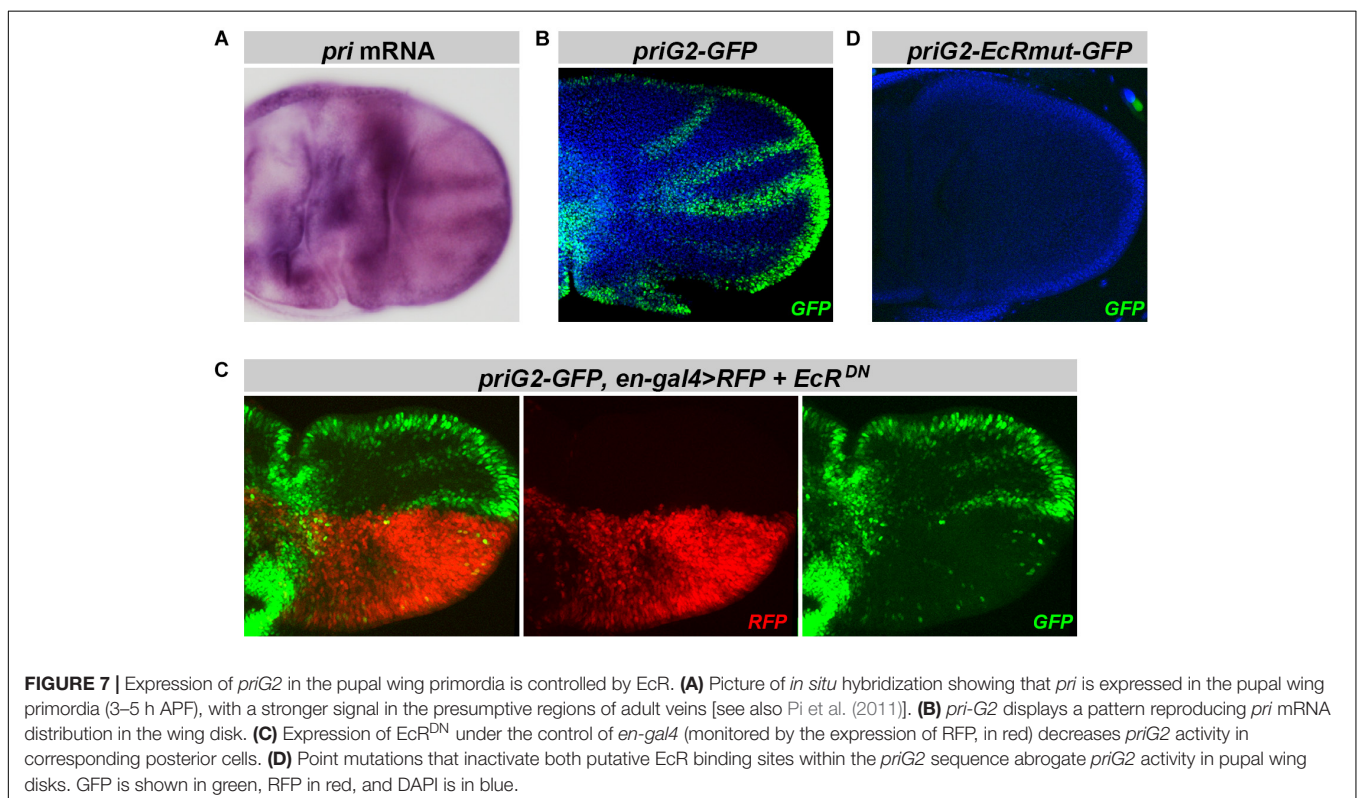 A
pri mRNA
B
priG2-GFP
D
priG2-EcRmut-GFP
GFP
GFP
C
priG2-GFP, en-gal4>RFP + EcR^DN
RFP
GFP
FIGURE 7 | Expression of priG2 in the pupal wing primordia is controlled by EcR. (A) Picture of in situ hybridization showing that pri is expressed in the pupal wing
primordia (3–5 h APF), with a stronger signal in the presumptive regions of adult veins [see also Pi et al. (2011)]. (B) pri-G2 displays a pattern reproducing pri mRNA
distribution in the wing disk. (C) Expression of EcR^DN under the control of en-gal4 (monitored by the expression of RFP, in red) decreases priG2 activity in
corresponding posterior cells. (D) Point mutations that inactivate both putative EcR binding sites within the priG2 sequence abrogate priG2 activity in pupal wing
disks. GFP is shown in green, RFP in red, and DAPI is in blue.